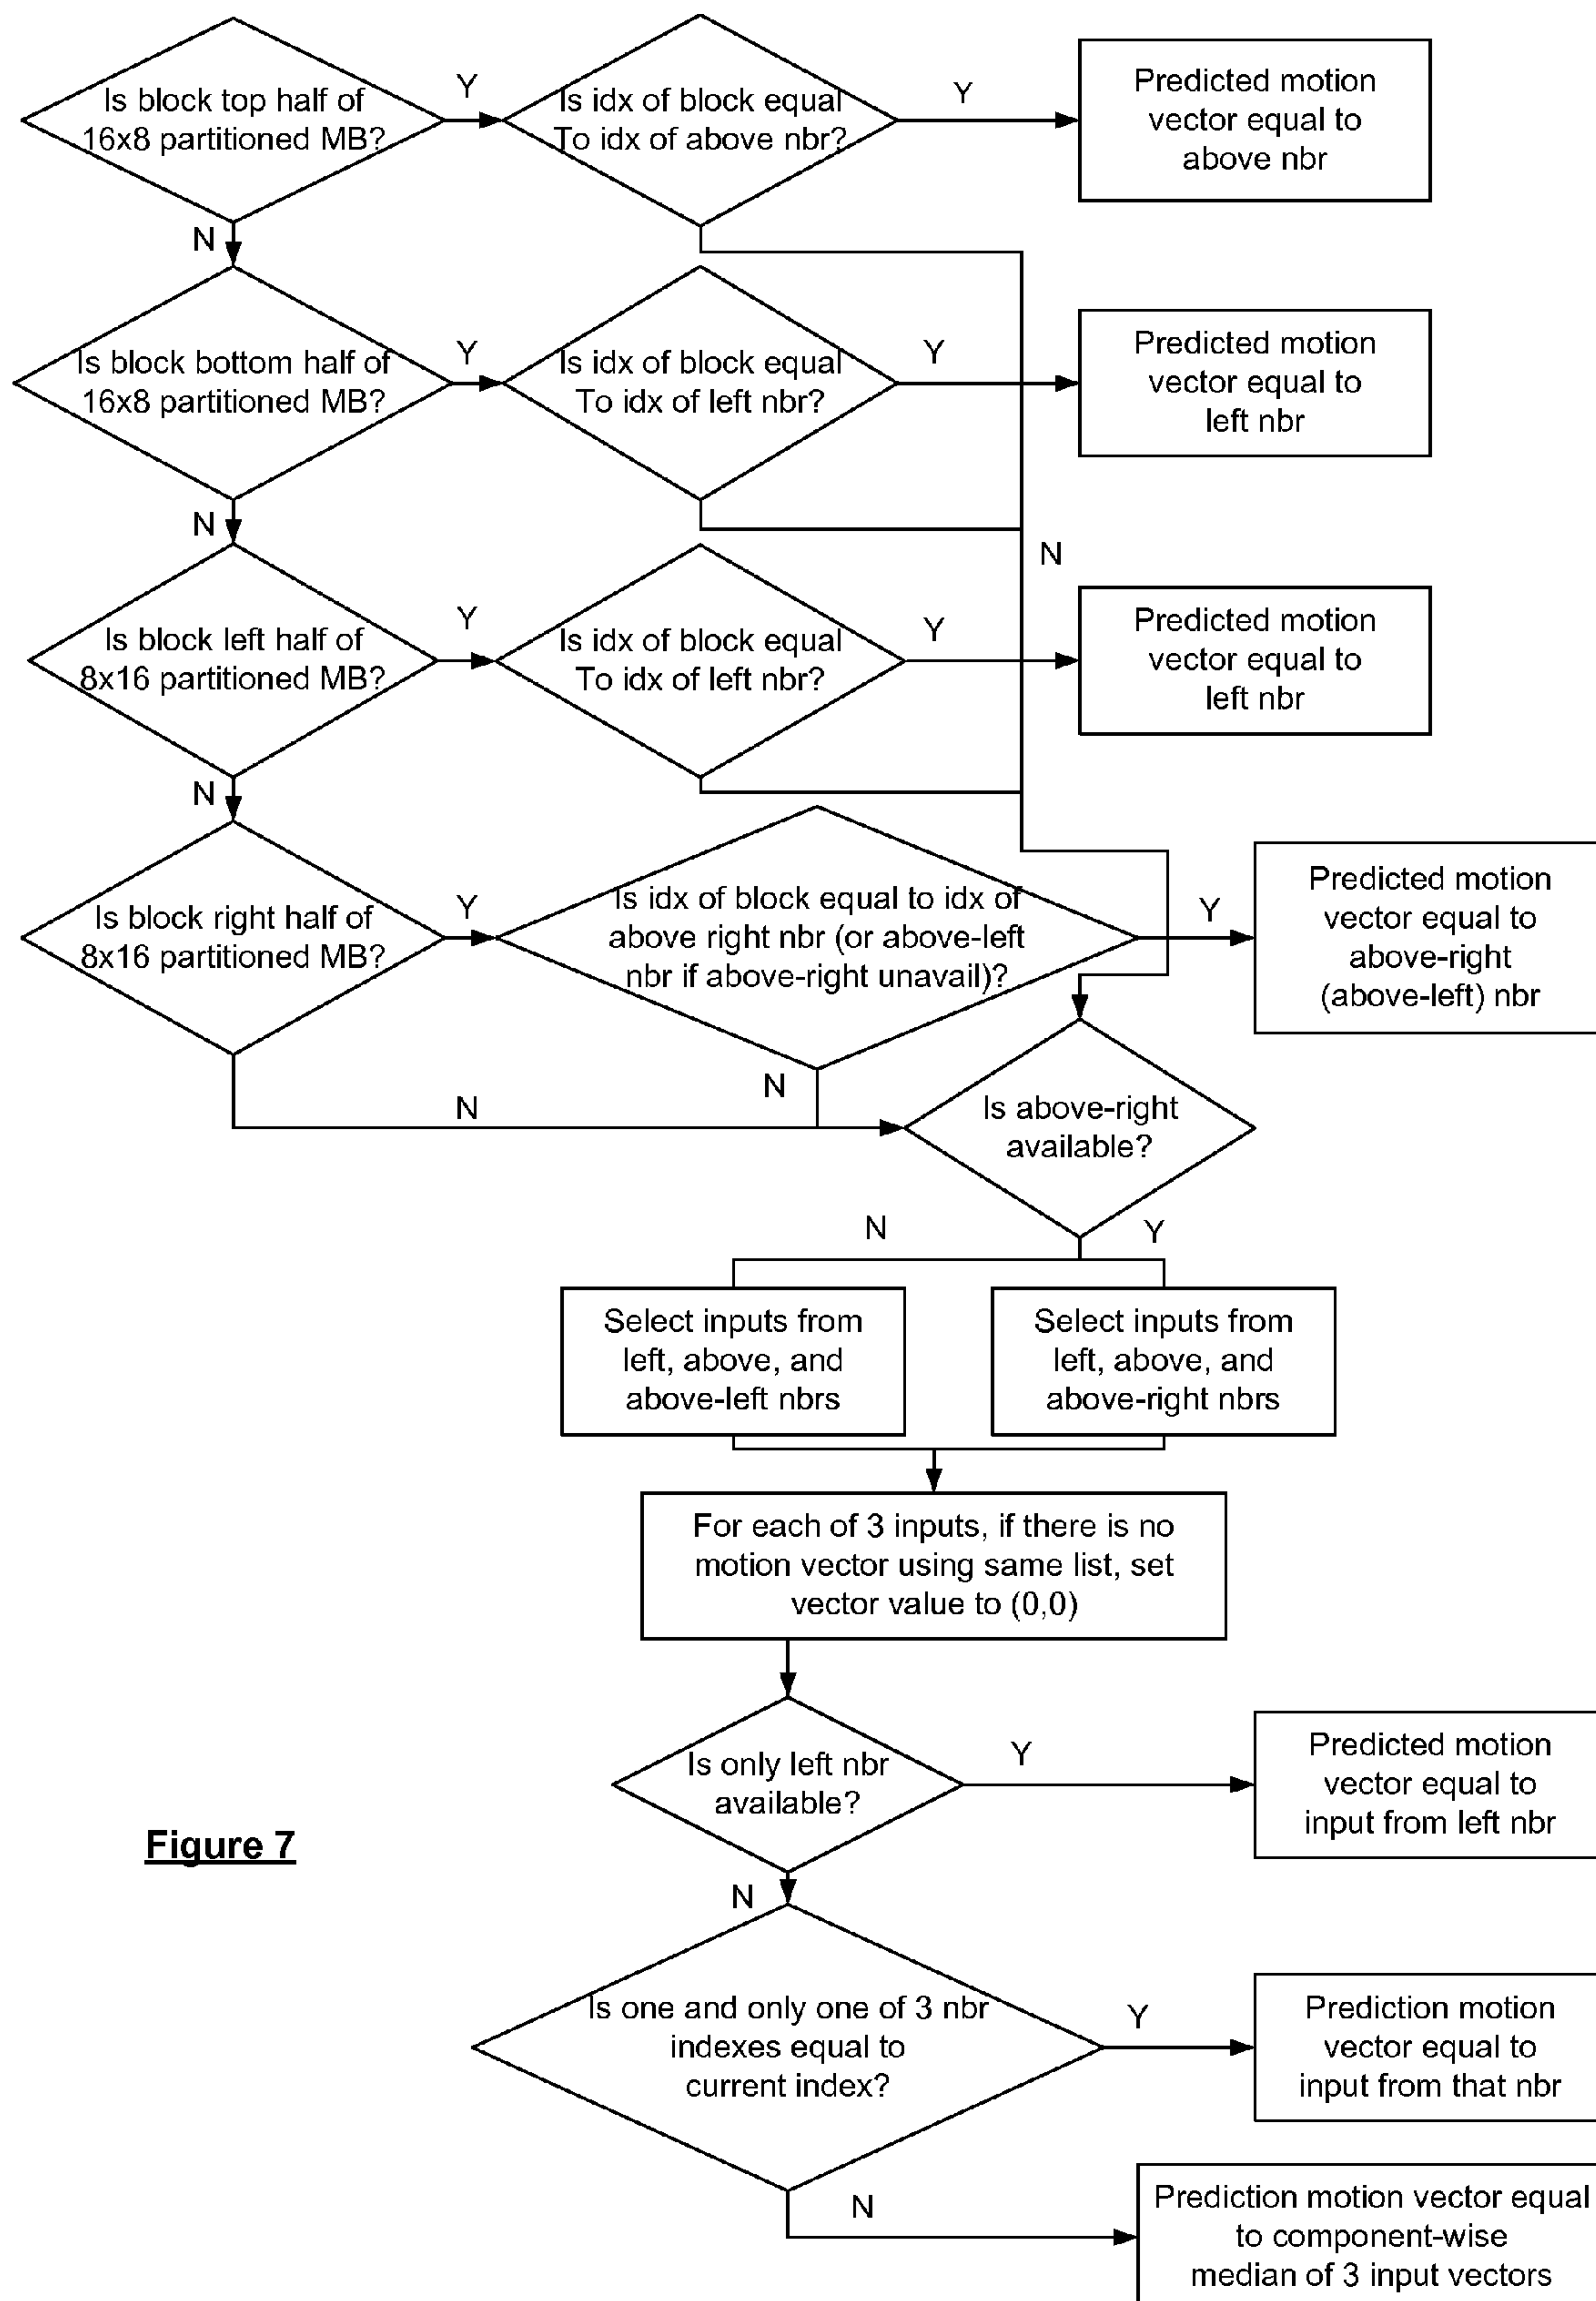 Is block top half of
16x8 partitioned MB?
Y
Is idx of block equal
To idx of above nbr?
Y
Predicted motion
vector equal to
above nbr
N
Is block bottom half of
16x8 partitioned MB?
Y
Is idx of block equal
To idx of left nbr?
Y
Predicted motion
vector equal to
left nbr
N
N
Is block left half of
8x16 partitioned MB?
Y
Is idx of block equal
To idx of left nbr?
Y
Predicted motion
vector equal to
left nbr
N
Is block right half of
8x16 partitioned MB?
Y
Is idx of block equal to idx of
above right nbr (or above-left
nbr if above-right unavail)?
Y
Predicted motion
vector equal to
above-right
(above-left) nbr
N
N
Is above-right
available?
N
Y
Select inputs from
left, above, and
above-left nbrs
Select inputs from
left, above, and
above-right nbrs
For each of 3 inputs, if there is no
motion vector using same list, set
vector value to (0,0)
Is only left nbr
available?
Y
Predicted motion
vector equal to
input from left nbr
Figure 7
N
Is one and only one of 3 nbr
indexes equal to
current index?
Y
Prediction motion
vector equal to
input from that nbr
N
Prediction motion vector equal
to component-wise
median of 3 input vectors